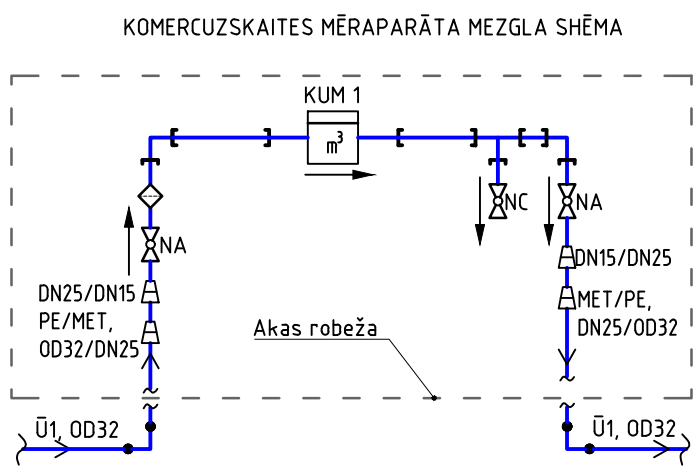 KOMERCUZSKAITES MĒRAPARĀTA MEZGLA SHĒMA
KUM 1
m³
NC
NA
NA
DN15/DN25
DN25/DN15
PE/MET,
OD32/DN25
MET/PE,
DN25/OD32
Akas robeža
Ū1, OD32
Ū1, OD32